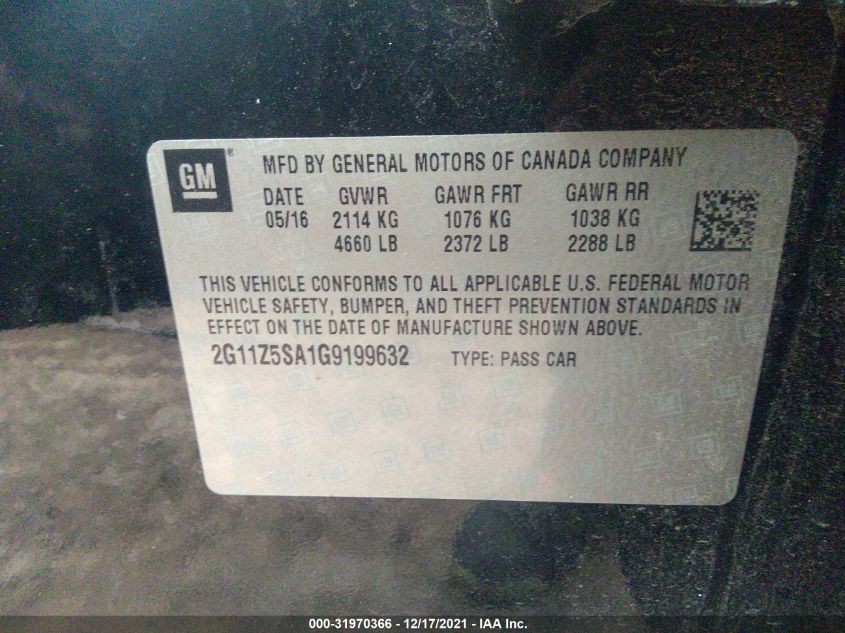 GM® MFD BY GENERAL MOTORS OF CANADA COMPANY
DATE GVWR GAWR FRT GAWR RR
05/16 2114 KG 1076 KG 1038 KG
4660 LB 2372 LB 2288 LB
THIS VEHICLE CONFORMS TO ALL APPLICABLE U.S. FEDERAL MOTOR
VEHICLE SAFETY, BUMPER, AND THEFT PREVENTION STANDARDS IN
EFFECT ON THE DATE OF MANUFACTURE SHOWN ABOVE.
2G11Z5SA1G9199632 TYPE: PASS CAR
000-31970366 - 12/17/2021 - IAA Inc.